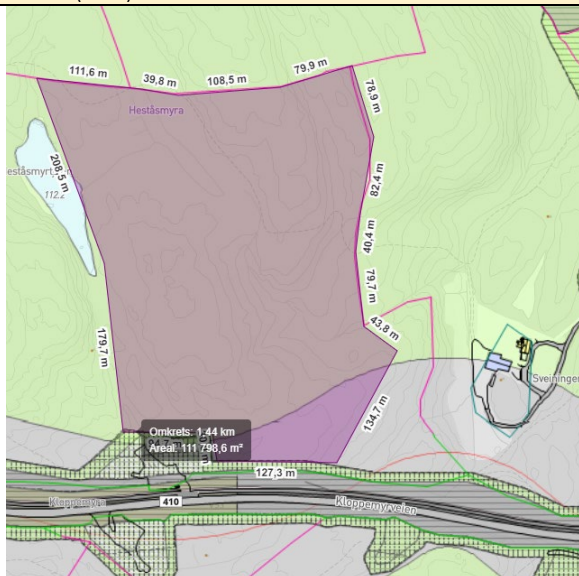 111,6 m
39,8 m
108,5 m
79,9 m
Heståsmyra
78,9 m
208,5 m
112.2
82,4 m
40,4 m
79,7 m
43,8 m
179,7 m
Sveiningen
134,7 m
Omkrets: 1.44 km
Areal: 111 798,6 m²
127,3 m
Kloppemyra
410
Kloppemyrveien